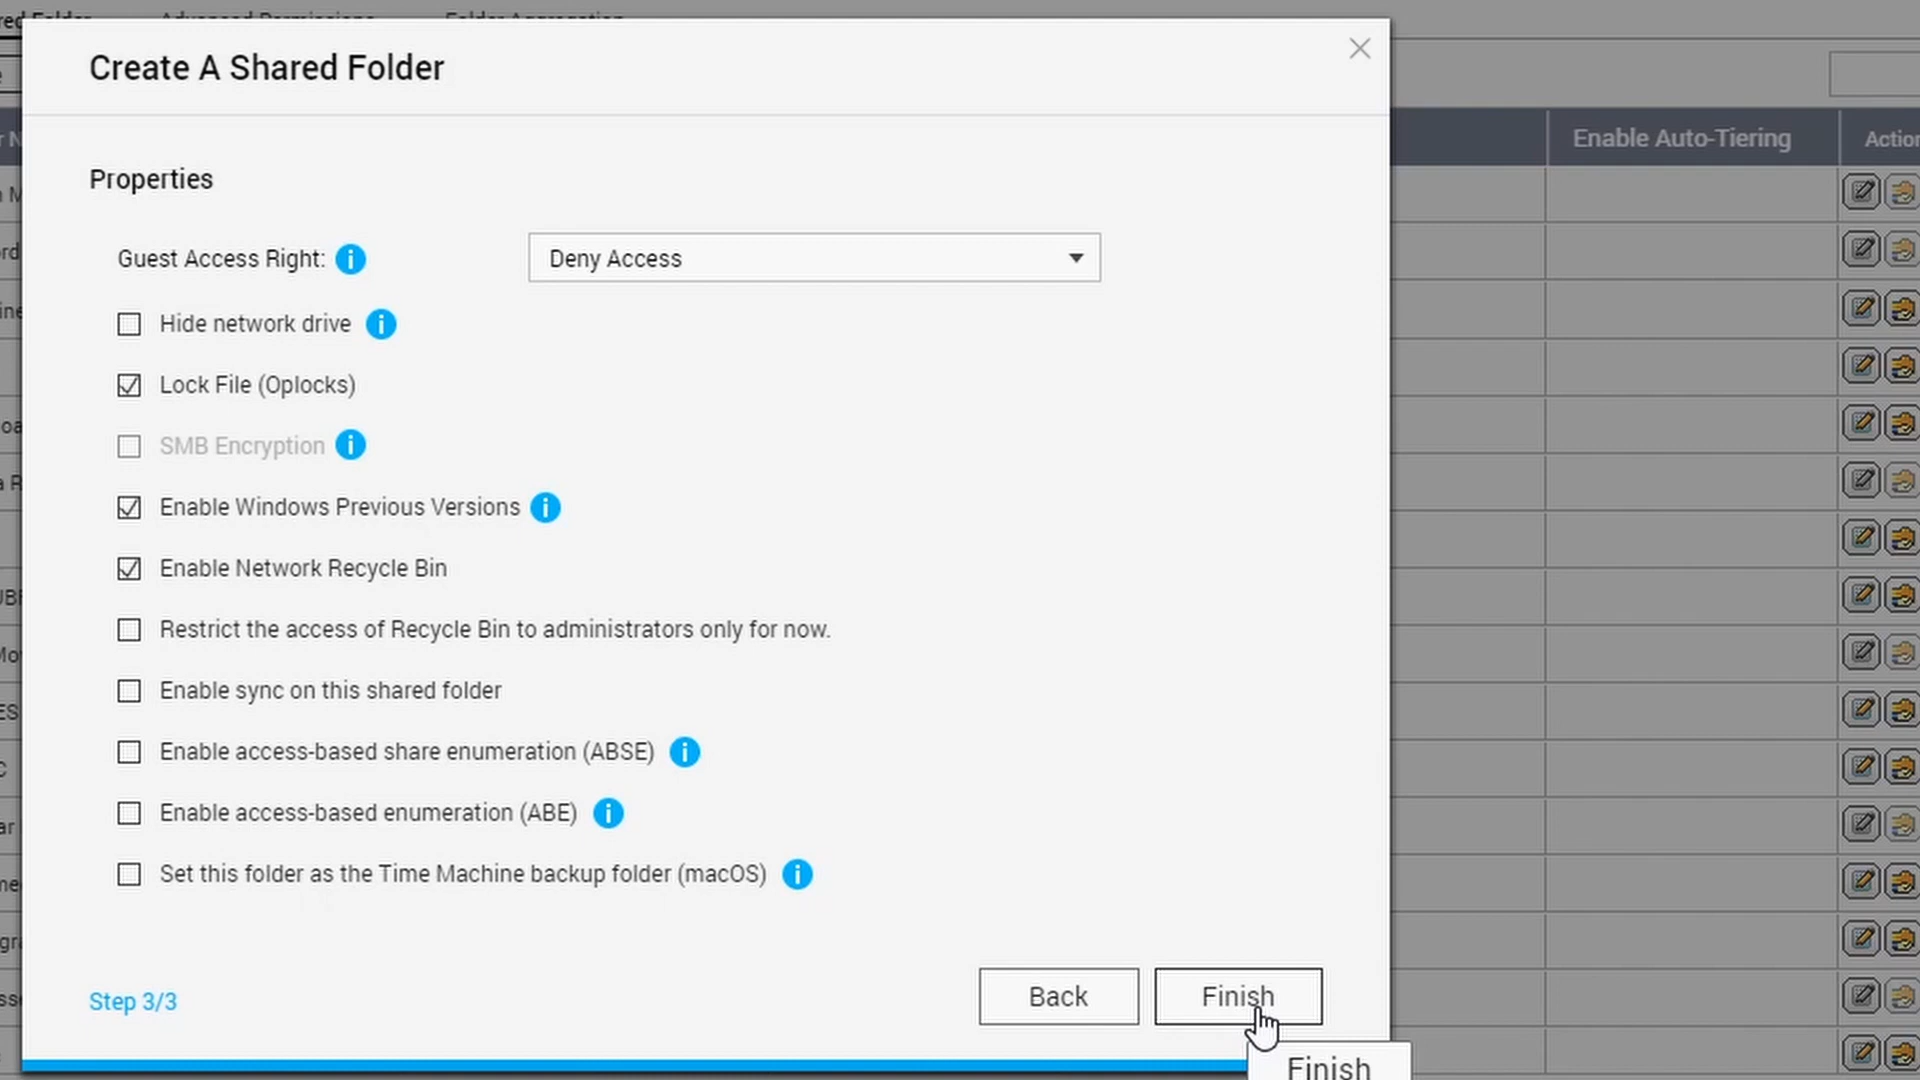 Create A Shared Folder
Enable Auto-Tiering
Properties
Guest Access Right:
Deny Access
Hide network drive
Lock File (Oplocks)
SMB Encryption
Enable Windows Previous Versions
Enable Network Recycle Bin
Restrict the access of Recycle Bin to administrators only for now.
Enable sync on this shared folder
Enable access-based share enumeration (ABSE)
Enable access-based enumeration (ABE)
Set this folder as the Time Machine backup folder (macOS)
Step 3/3
Back
Finish
Finish